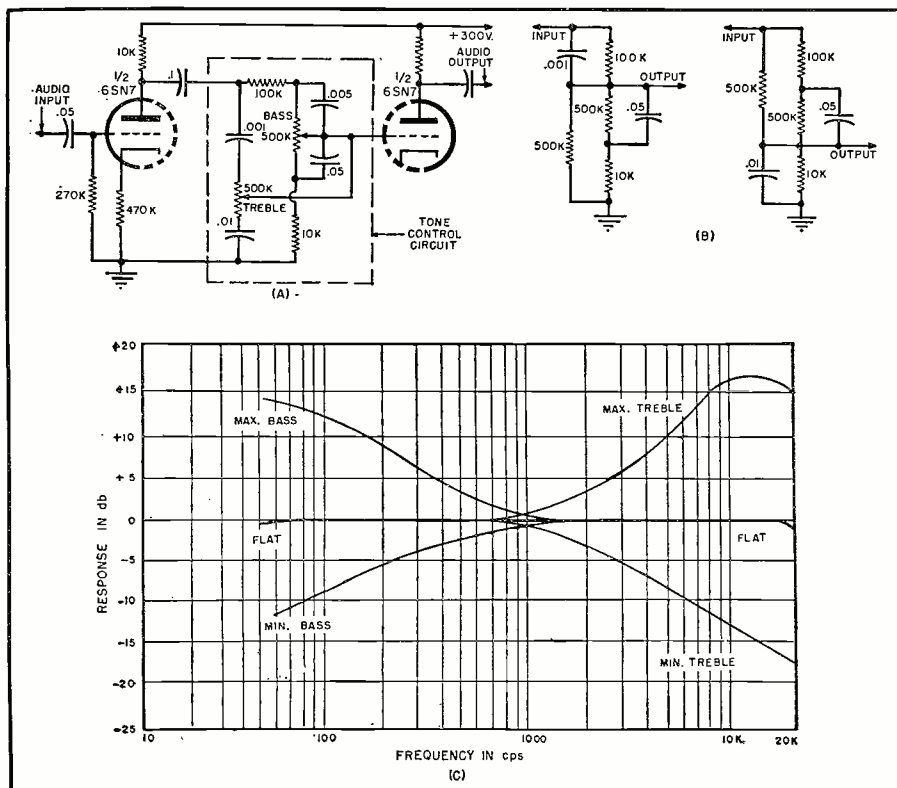 10K
+300V.
AUDIO
OUTPUT
1/2
6SN7
.1
1/2
6SN7
AUDIO
INPUT
.05
100K
.005
BASS
500K
.001
.05
500K
TREBLE
270K
470K
.01
10K
TONE
CONTROL
CIRCUIT
(A)
INPUT
.001
100K
OUTPUT
500K
.05
500K
10K
INPUT
100K
500K
500K
.05
.01
OUTPUT
10K
(B)
+20
+15
+10
+5
0
-5
-10
-15
-20
-25
RESPONSE IN db
MAX. BASS
MAX. TREBLE
FLAT
FLAT
MIN. BASS
MIN. TREBLE
10
100
1000
10K
20K
FREQUENCY IN cps
(C)